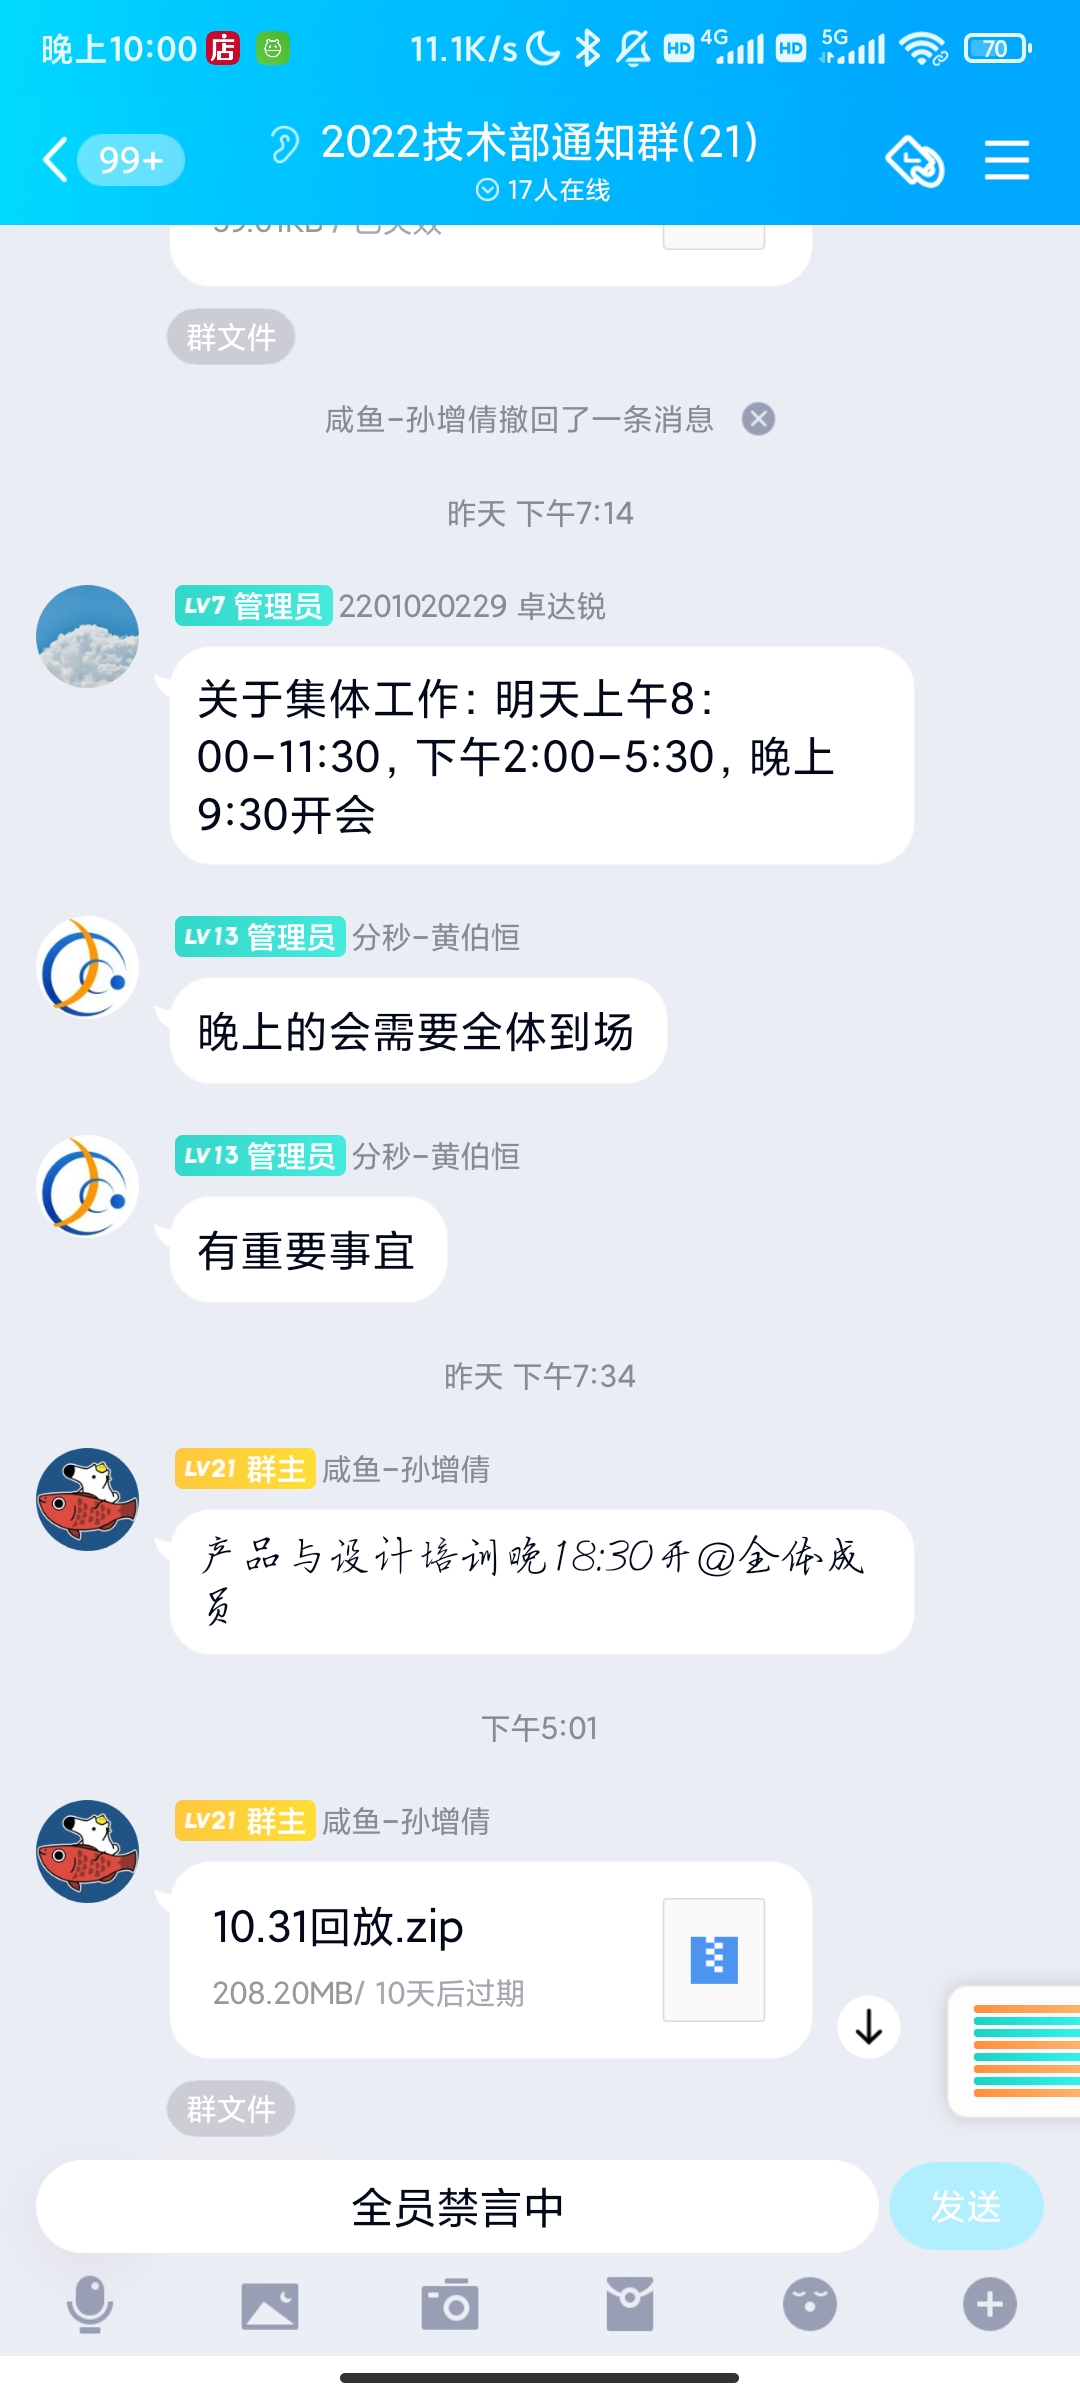 晚上10:00 店 11.1K/s HD 4G HD 5G 70
99+ 2022技术部通知群(21)
17人在线
59.61KB / 已失效
群文件
咸鱼-孙增倩撤回了一条消息
昨天 下午7:14
LV7 管理员 2201020229 卓达锐
关于集体工作：明天上午8：
00-11:30，下午2:00-5:30，晚上
9:30开会
LV13 管理员 分秒-黄伯恒
晚上的会需要全体到场
LV13 管理员 分秒-黄伯恒
有重要事宜
昨天 下午7:34
LV21 群主 咸鱼-孙增倩
产品与设计培训晚18:30开@全体成
员
下午5:01
LV21 群主 咸鱼-孙增倩
10.31回放.zip
208.20MB/ 10天后过期
群文件
全员禁言中 发送